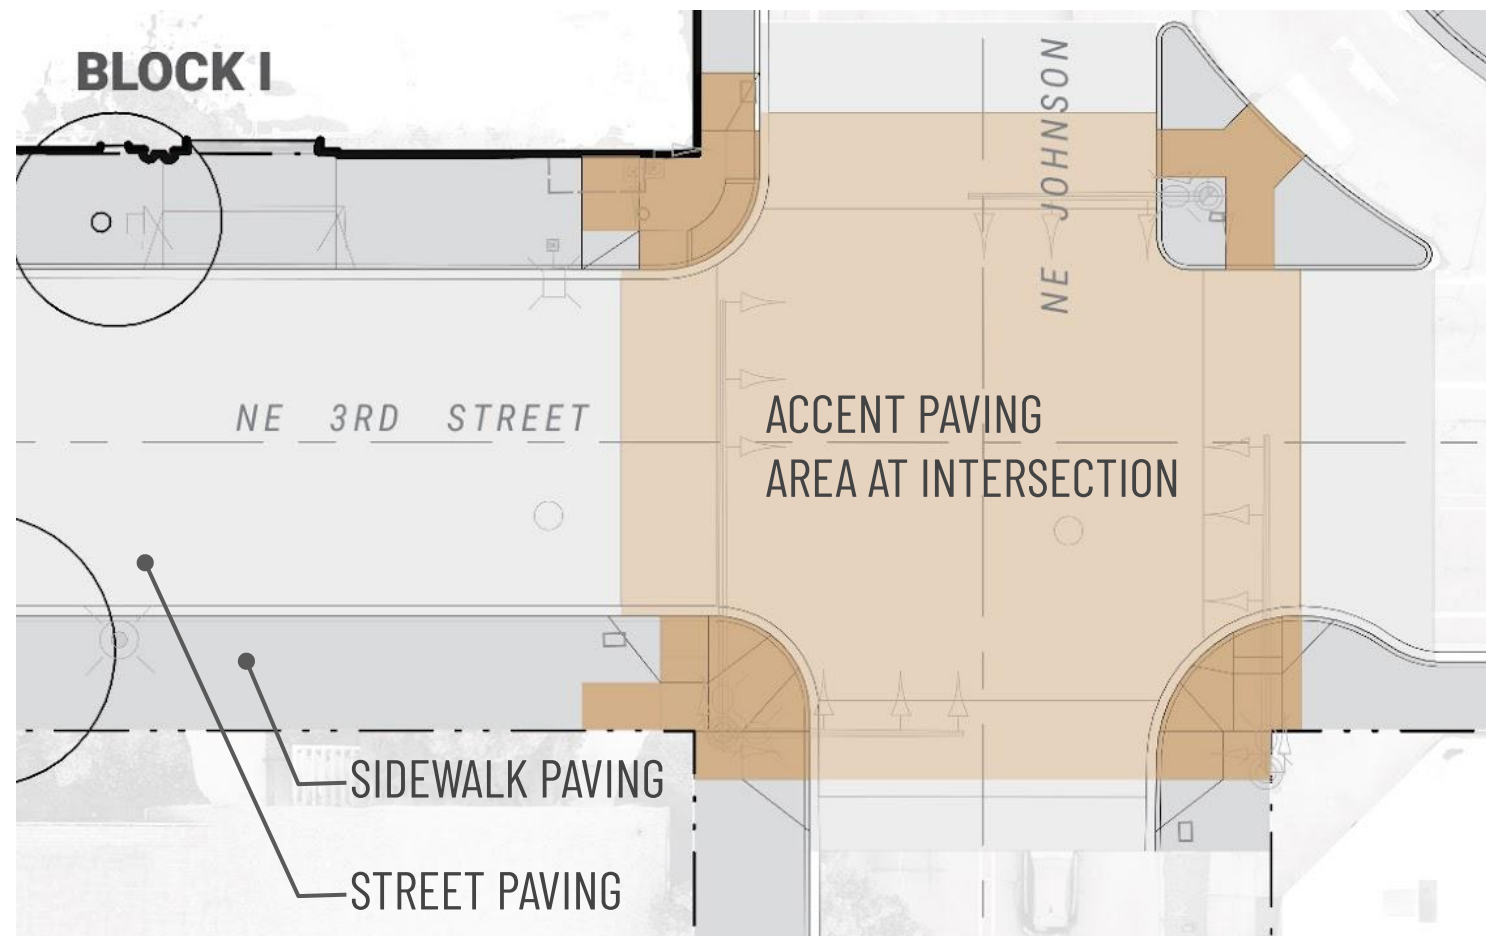 BLOCK I
NE JOHNSON
NE 3RD STREET
ACCENT PAVING
AREA AT INTERSECTION
SIDEWALK PAVING
STREET PAVING